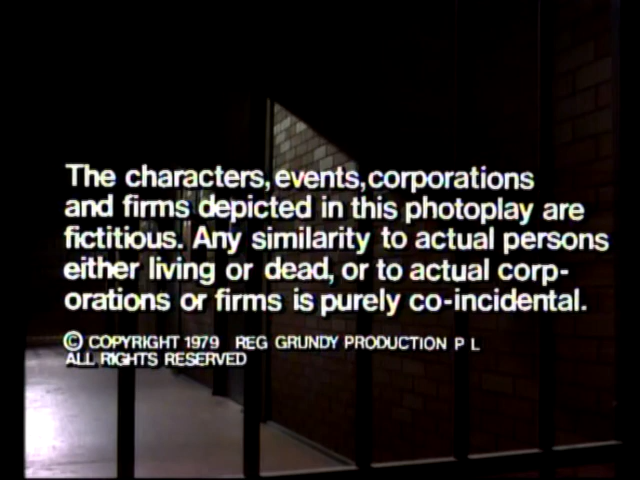 The characters, events, corporations
and firms depicted in this photoplay are
fictitious. Any similarity to actual persons
either living or dead, or to actual corp-
orations or firms is purely co-incidental.
© COPYRIGHT 1979 REG GRUNDY PRODUCTION P L
ALL RIGHTS RESERVED